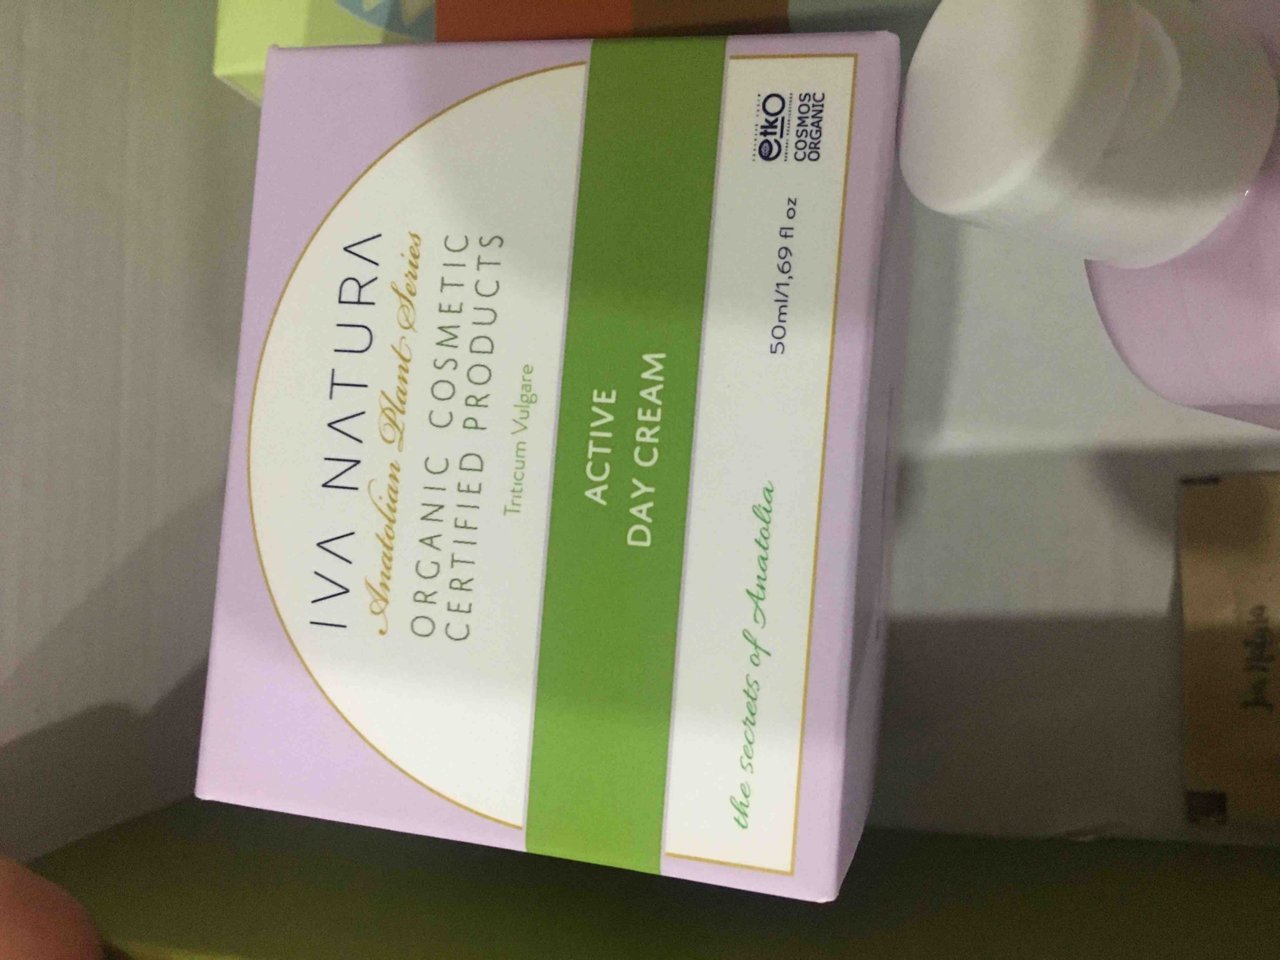 IVA NATURA
Anatolian Plant Series
ORGANIC COSMETIC
CERTIFIED PRODUCTS
Triticum Vulgare
ACTIVE
DAY CREAM
the secrets of Anatolia
50ml/1,69 fl oz
etko
COSMOS
ORGANIC